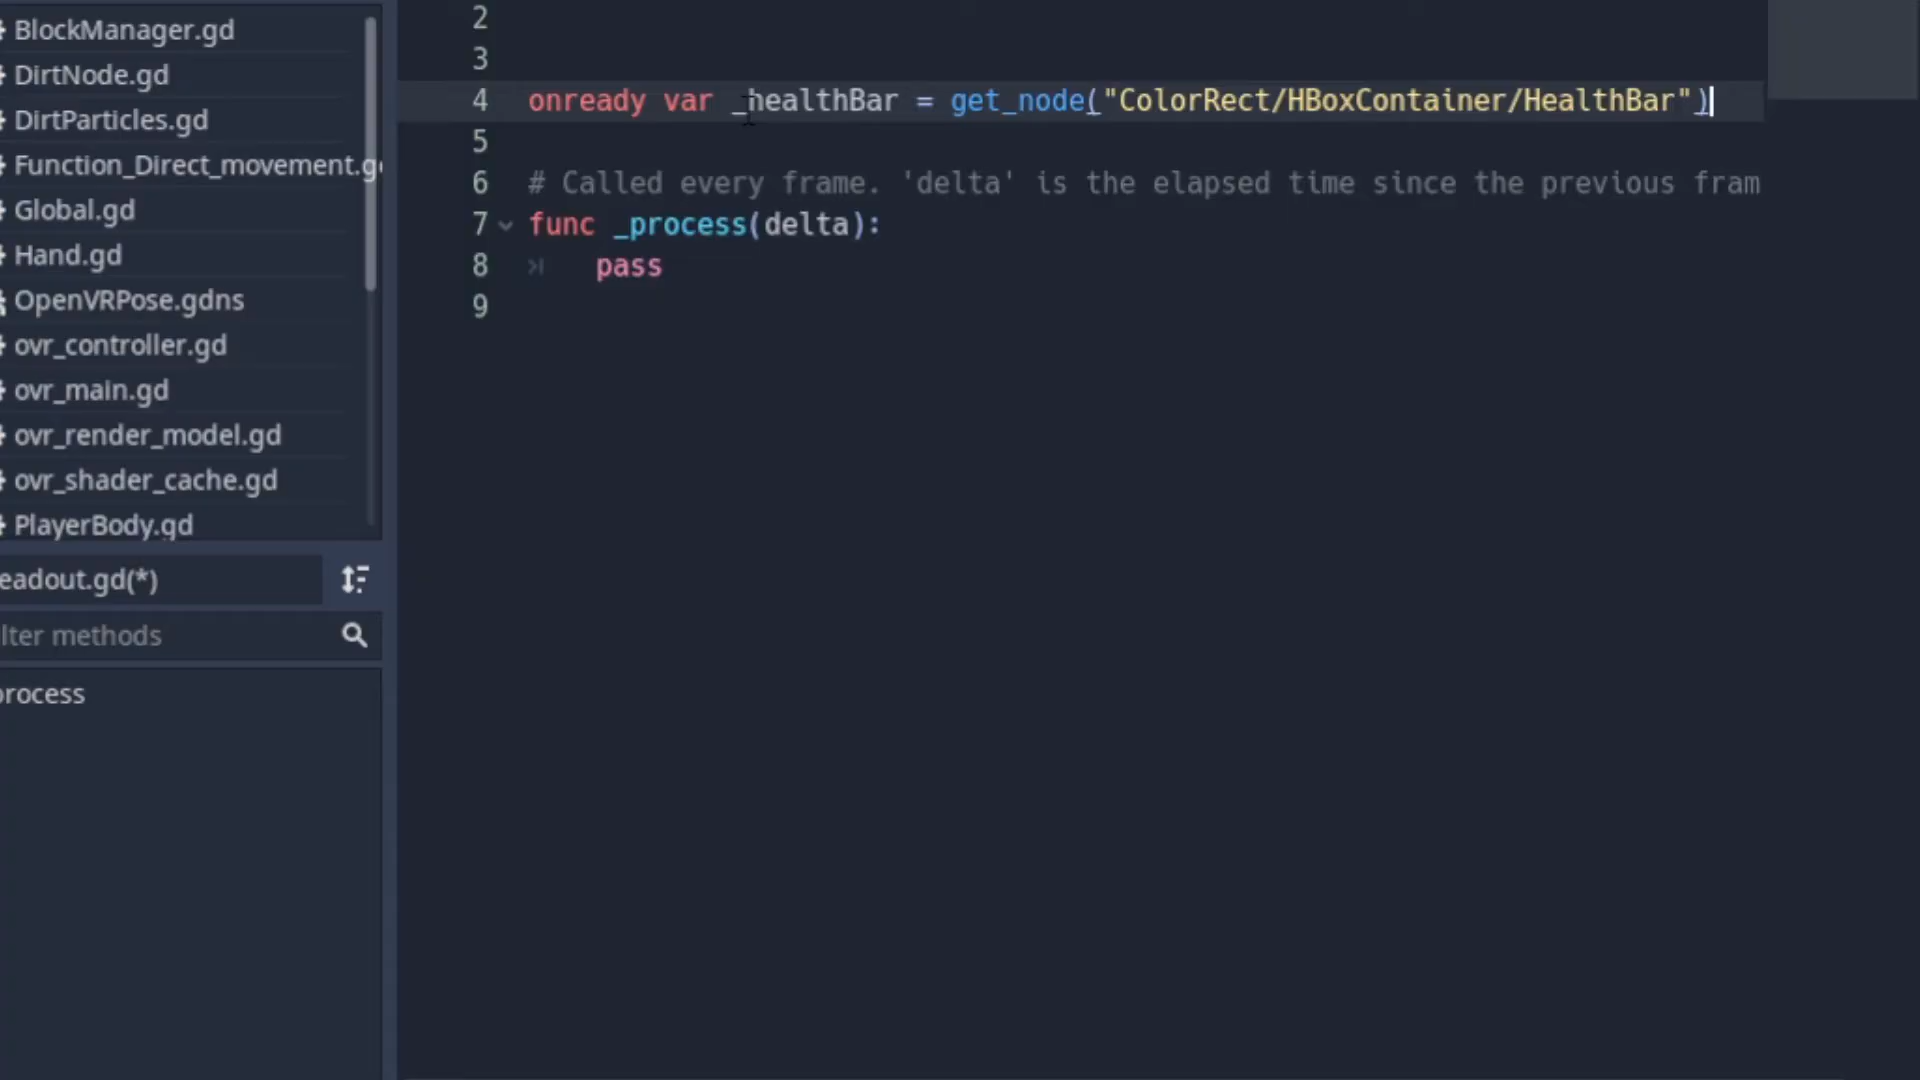 BlockManager.gd
DirtNode.gd
DirtParticles.gd
Function_Direct_movement.g
Global.gd
Hand.gd
OpenVRPose.gdns
ovr_controller.gd
ovr_main.gd
ovr_render_model.gd
ovr_shader_cache.gd
PlayerBody.gd
eadout.gd(*)
lter methods
process
2
3
4 onready var _healthBar = get_node("ColorRect/HBoxContainer/HealthBar")
5
6 # Called every frame. 'delta' is the elapsed time since the previous fram
7 func _process(delta):
8 pass
9